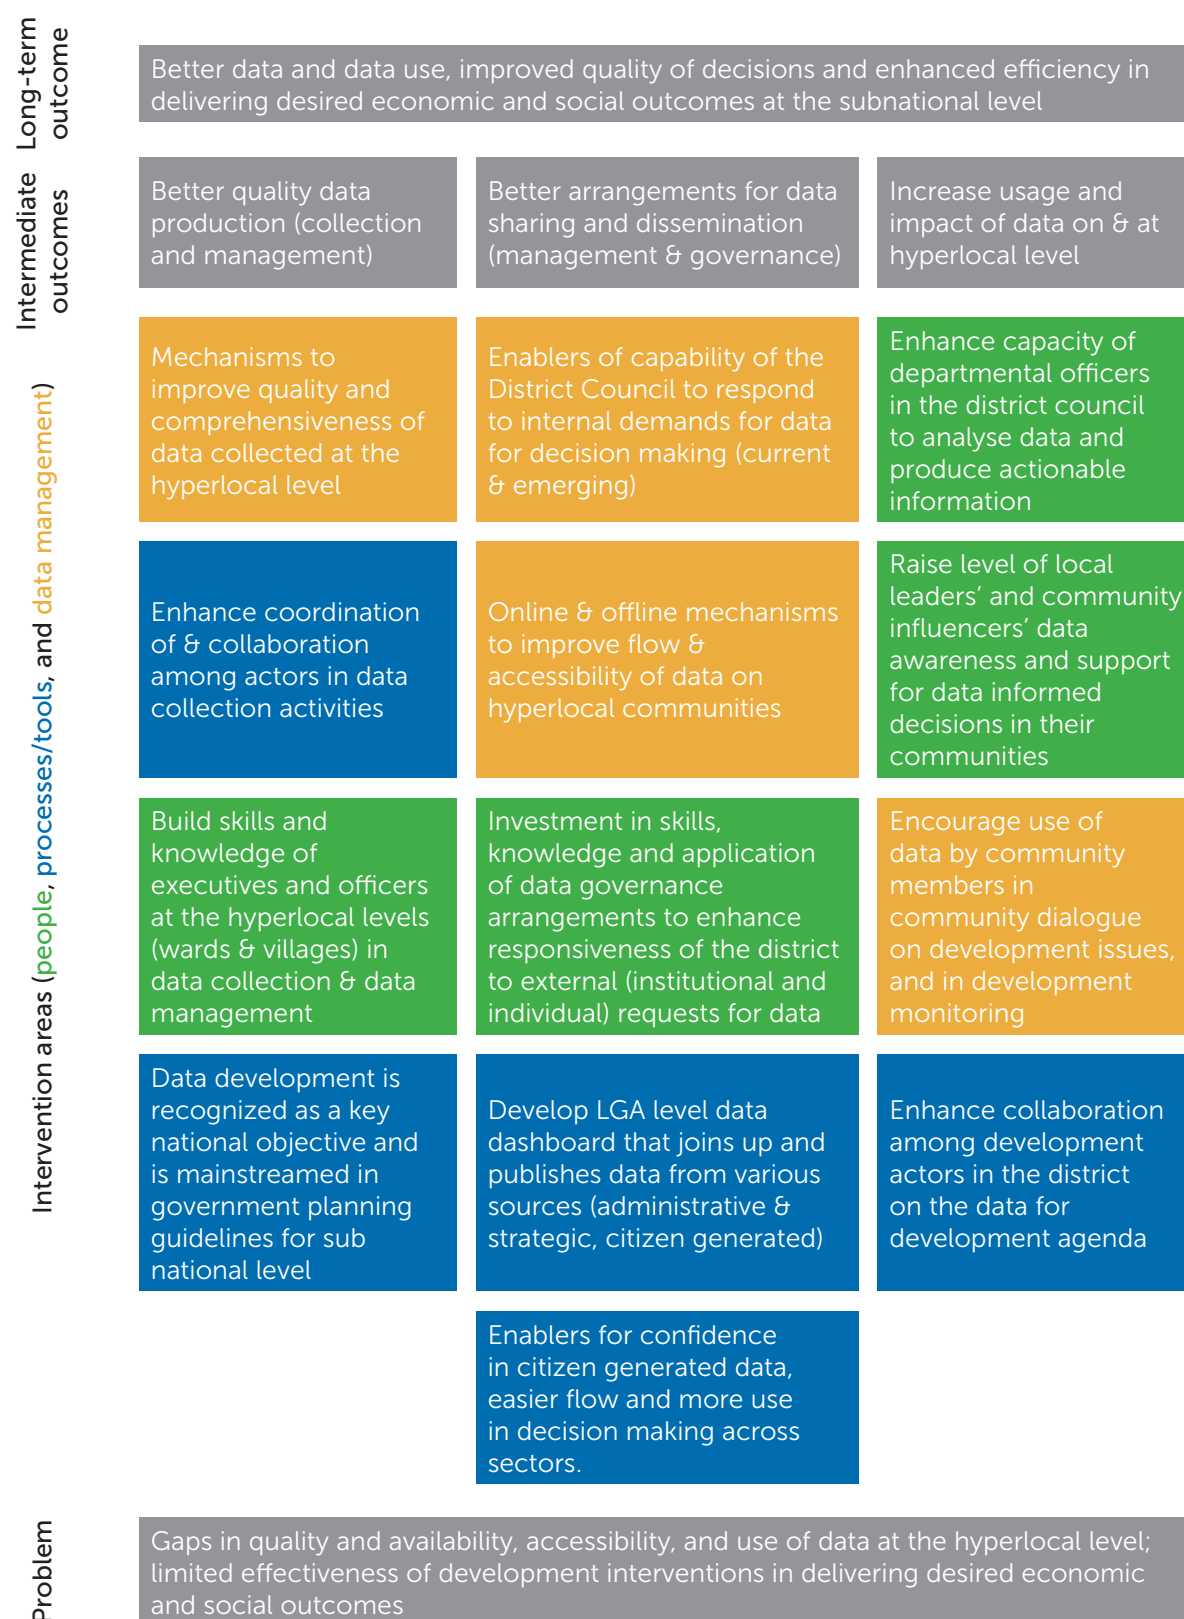 Long-term
outcome
Better data and data use, improved quality of decisions and enhanced efficiency in
delivering desired economic and social outcomes at the subnational level
Intermediate
outcomes
Better quality data
production (collection
and management)
Better arrangements for data
sharing and dissemination
(management & governance)
Increase usage and
impact of data on & at
hyperlocal level
Intervention areas (people, processes/tools, and data management)
Mechanisms to
improve quality and
comprehensiveness of
data collected at the
hyperlocal level
Enablers of capability of the
District Council to respond
to internal demands for data
for decision making (current
& emerging)
Enhance capacity of
departmental officers
in the district council
to analyse data and
produce actionable
information
Enhance coordination
of & collaboration
among actors in data
collection activities
Online & offline mechanisms
to improve flow &
accessibility of data on
hyperlocal communities
Raise level of local
leaders’ and community
influencers’ data
awareness and support
for data informed
decisions in their
communities
Build skills and
knowledge of
executives and officers
at the hyperlocal levels
(wards & villages) in
data collection & data
management
Investment in skills,
knowledge and application
of data governance
arrangements to enhance
responsiveness of the district
to external (institutional and
individual) requests for data
Encourage use of
data by community
members in
community dialogue
on development issues,
and in development
monitoring
Data development is
recognized as a key
national objective and
is mainstreamed in
government planning
guidelines for sub
national level
Develop LGA level data
dashboard that joins up and
publishes data from various
sources (administrative &
strategic, citizen generated)
Enhance collaboration
among development
actors in the district
on the data for
development agenda
Enablers for confidence
in citizen generated data,
easier flow and more use
in decision making across
sectors.
Problem
Gaps in quality and availability, accessibility, and use of data at the hyperlocal level;
limited effectiveness of development interventions in delivering desired economic
and social outcomes